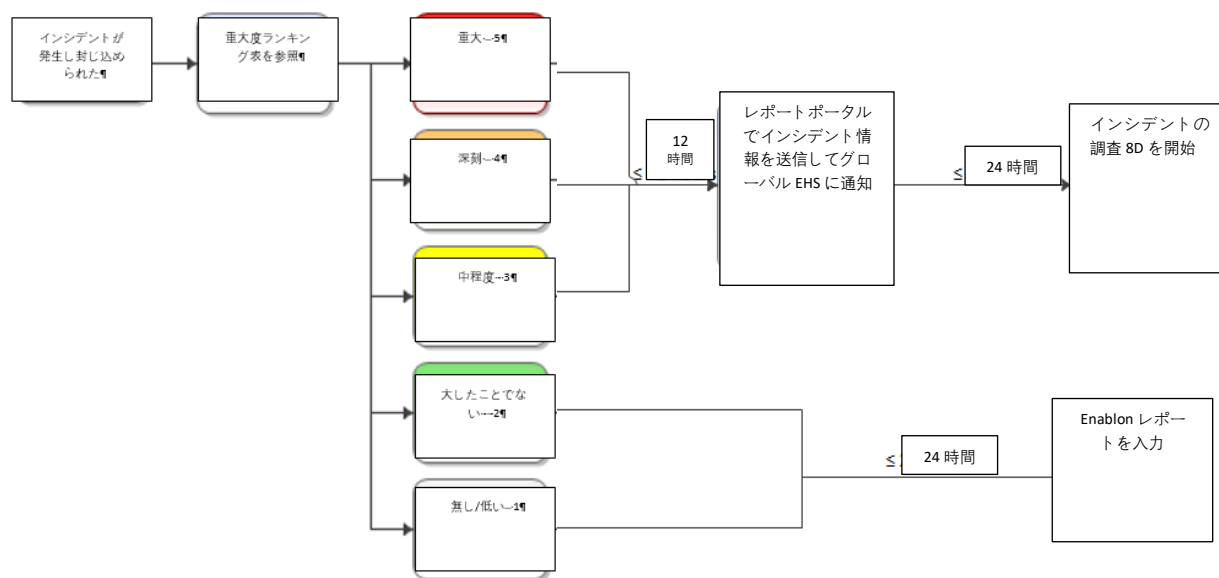 インシデントが
発生し封じ込め
られた¶
重大度ランキン
グ表を参照¶
重大--5¶
深刻--4¶
中程度--3¶
大したことでな
い---2¶
無し/低い--1¶
≤
12
時間
レポートポータル
でインシデント情
報を送信してグロ
ーバル EHS に通知
≤
24 時間
インシデントの
調査 8D を開始
≤
24 時間
Enablon レポー
トを入力